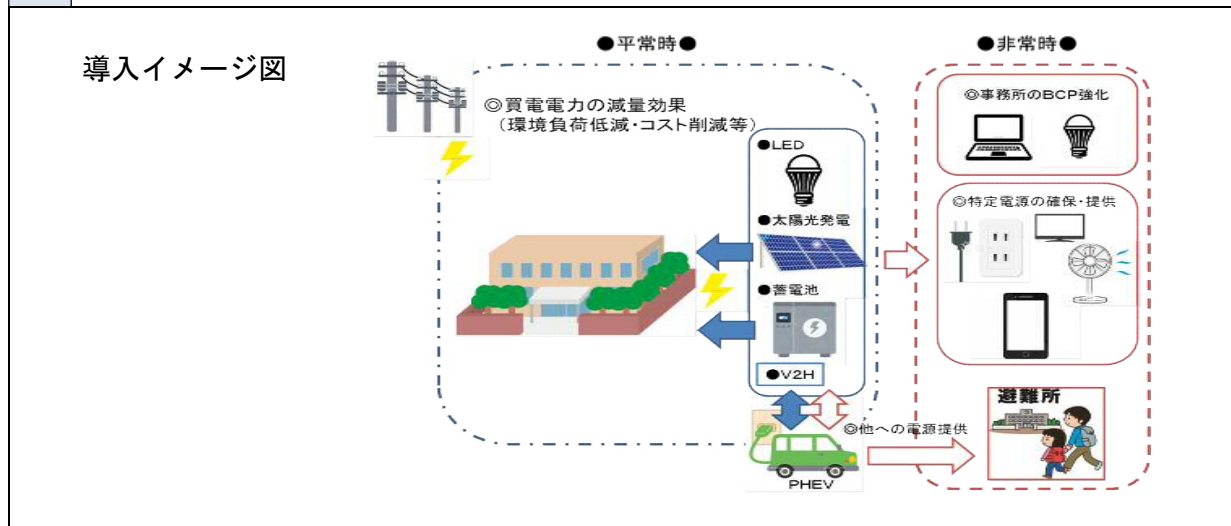 導入イメージ図
●平常時●
◎買電電力の減量効果
(環境負荷低減・コスト削減等)
●LED
●太陽光発電
●蓄電池
●V2H
PHEV
◎他への電源提供
●非常時●
◎事務所のBCP強化
◎特定電源の確保・提供
避難所